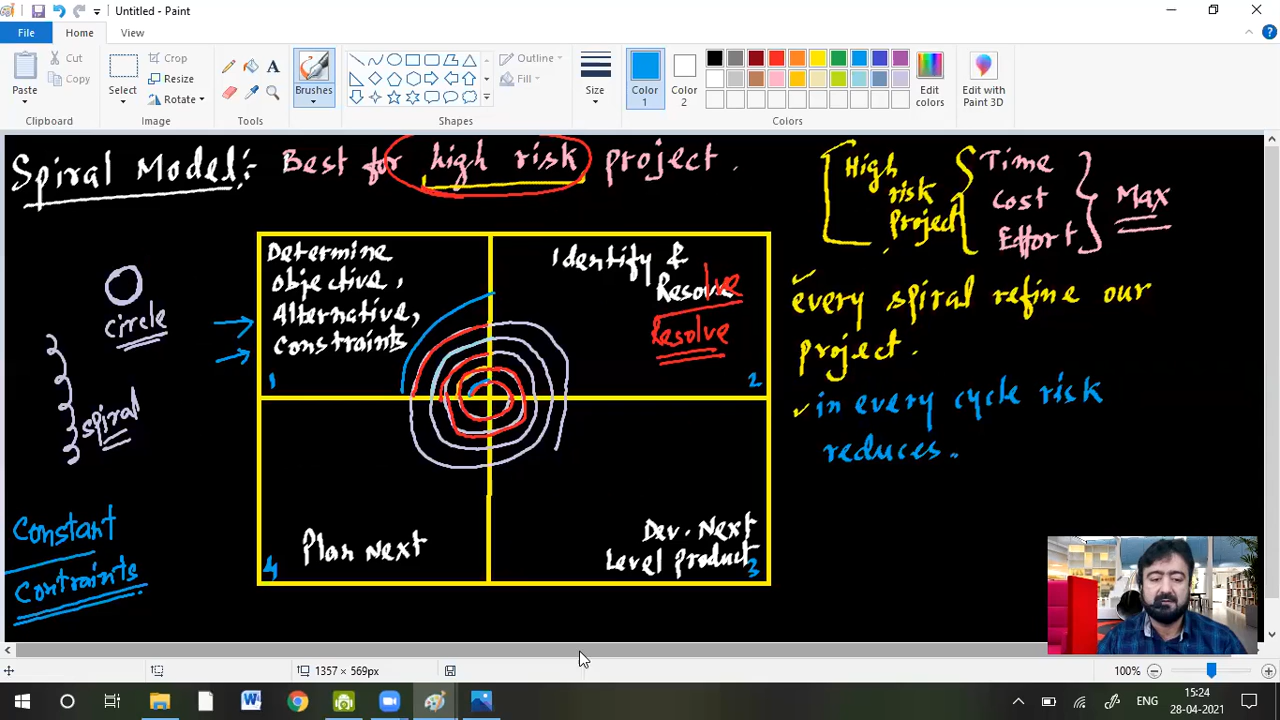 Untitled - Paint
File
Home
View
Paste
Cut
Copy
Clipboard
Select
Crop
Resize
Rotate
Image
A
Tools
Brushes
Outline
Fill
Shapes
Size
Color 1
Color 2
Edit colors
Edit with Paint 3D
Colors
Spiral Model:- Best for high risk project.
High risk Project
Time
Cost
Effort
Max
circle
spiral
Constant
Contraints
Determine
objective,
Alternative,
constraints
1
Identify &
Resolve
Resolve
2
Dev. Next
Level Product
3
Plan Next
4
every spiral refine our
project.
in every cycle risk
reduces.
1357 × 569px
100%
ENG
15:24
28-04-2021